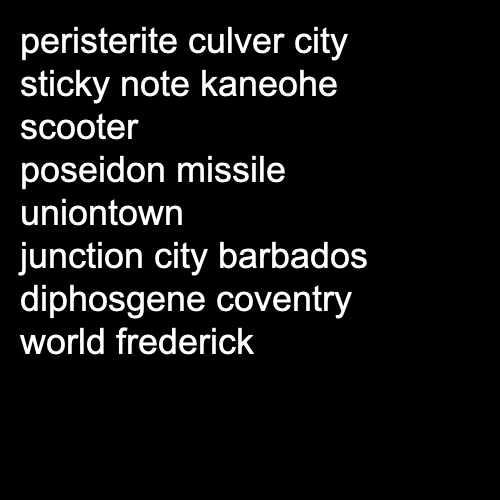 peristerite culver city
sticky note kaneohe
scooter
poseidon missile
uniontown
junction city barbados
diphosgene coventry
world frederick